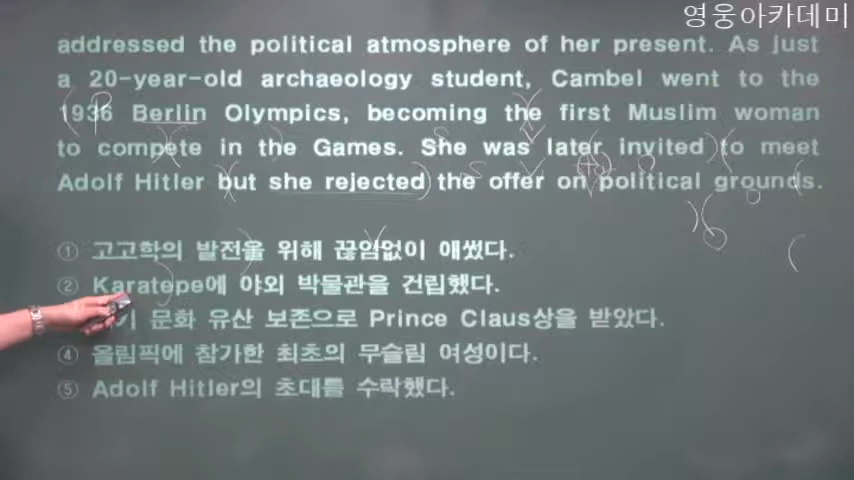 영웅아카데미
addressed the political atmosphere of her present. As just
a 20-year-old archaeology student, Cambel went to the
1936 Berlin Olympics, becoming the first Muslim woman
to compete in the Games. She was later invited to meet
Adolf Hitler but she rejected the offer on political grounds.
① 고고학의 발전을 위해 끊임없이 애썼다.
② Karatepe에 야외 박물관을 건립했다.
기 문화 유산 보존으로 Prince Claus상을 받았다.
④ 올림픽에 참가한 최초의 무슬림 여성이다.
⑤ Adolf Hitler의 초대를 수락했다.